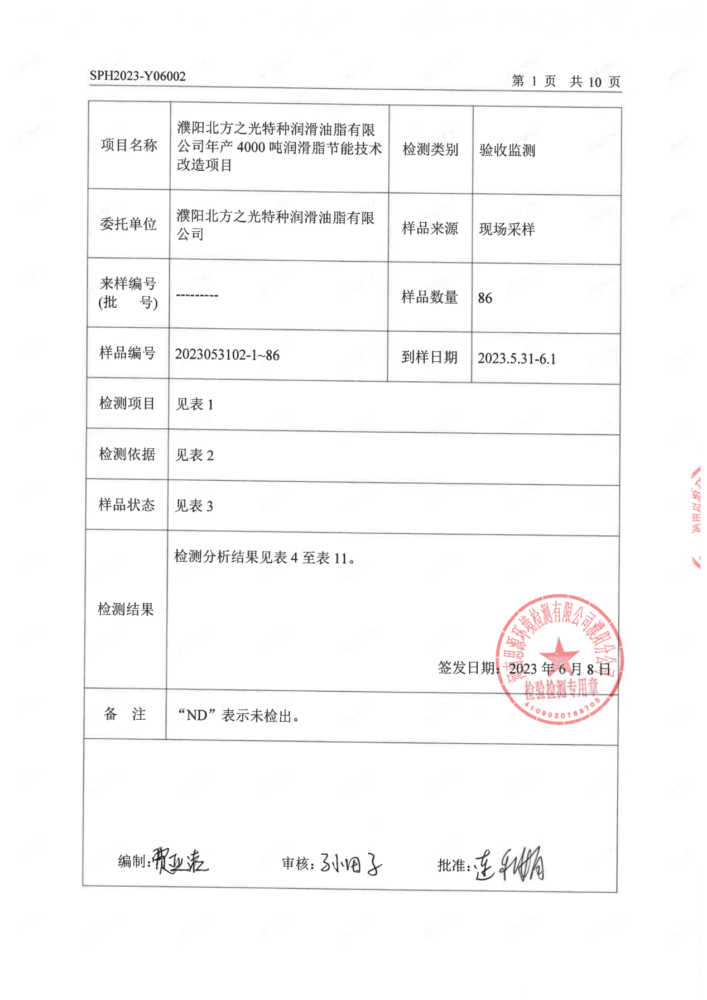 SPH2023-Y06002
第 1 页 共 10 页
项目名称
濮阳北方之光特种润滑油脂有限
公司年产 4000 吨润滑脂节能技术
改造项目
检测类别
验收监测
委托单位
濮阳北方之光特种润滑油脂有限
公司
样品来源
现场采样
来样编号
(批 号)
---------
样品数量
86
样品编号
2023053102-1~86
到样日期
2023.5.31-6.1
检测项目
见表 1
检测依据
见表 2
样品状态
见表 3
检测结果
检测分析结果见表 4 至表 11。
签发日期: 2023 年 6 月 8 日
河南思源环境检测有限公司濮阳分公司
检验检测专用章
4109020168705
备 注
“ND”表示未检出。
编制:
审核:
批准: